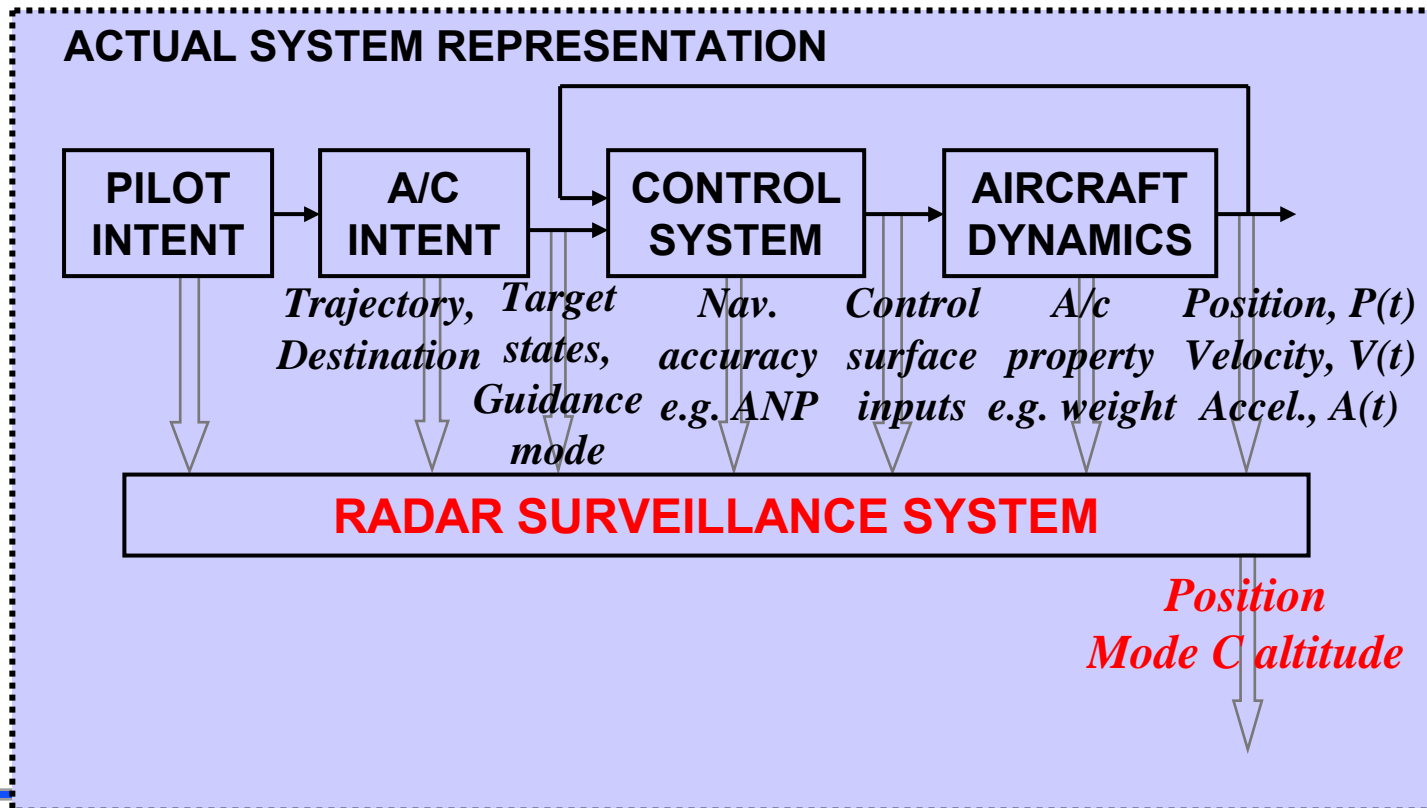 ACTUAL SYSTEM REPRESENTATION
PILOT
INTENT
A/C
INTENT
CONTROL
SYSTEM
AIRCRAFT
DYNAMICS
Trajectory,
Destination
Target
states,
Guidance
mode
Nav.
accuracy
e.g. ANP
Control
surface
inputs
A/c
property
e.g. weight
Position, P(t)
Velocity, V(t)
Accel., A(t)
RADAR SURVEILLANCE SYSTEM
Position
Mode C altitude